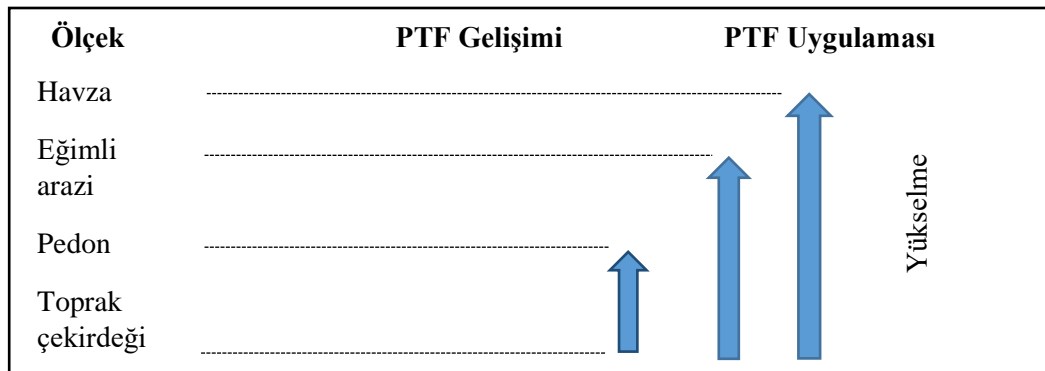 Ölçek PTF Gelişimi PTF Uygulaması
Havza
Eğimli
arazi
Pedon
Toprak
çekirdeği
Yükselme